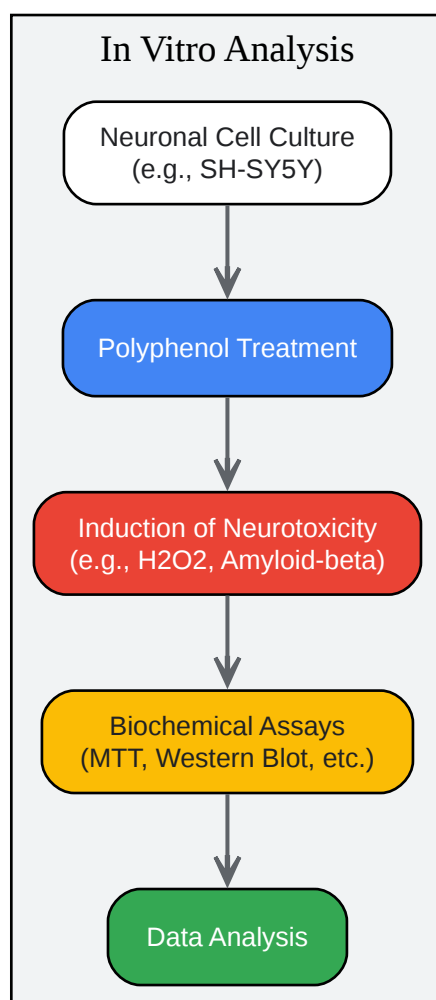 In Vitro Analysis
Neuronal Cell Culture
(e.g., SH-SY5Y)
Polyphenol Treatment
Induction of Neurotoxicity
(e.g., H2O2, Amyloid-beta)
Biochemical Assays
(MTT, Western Blot, etc.)
Data Analysis